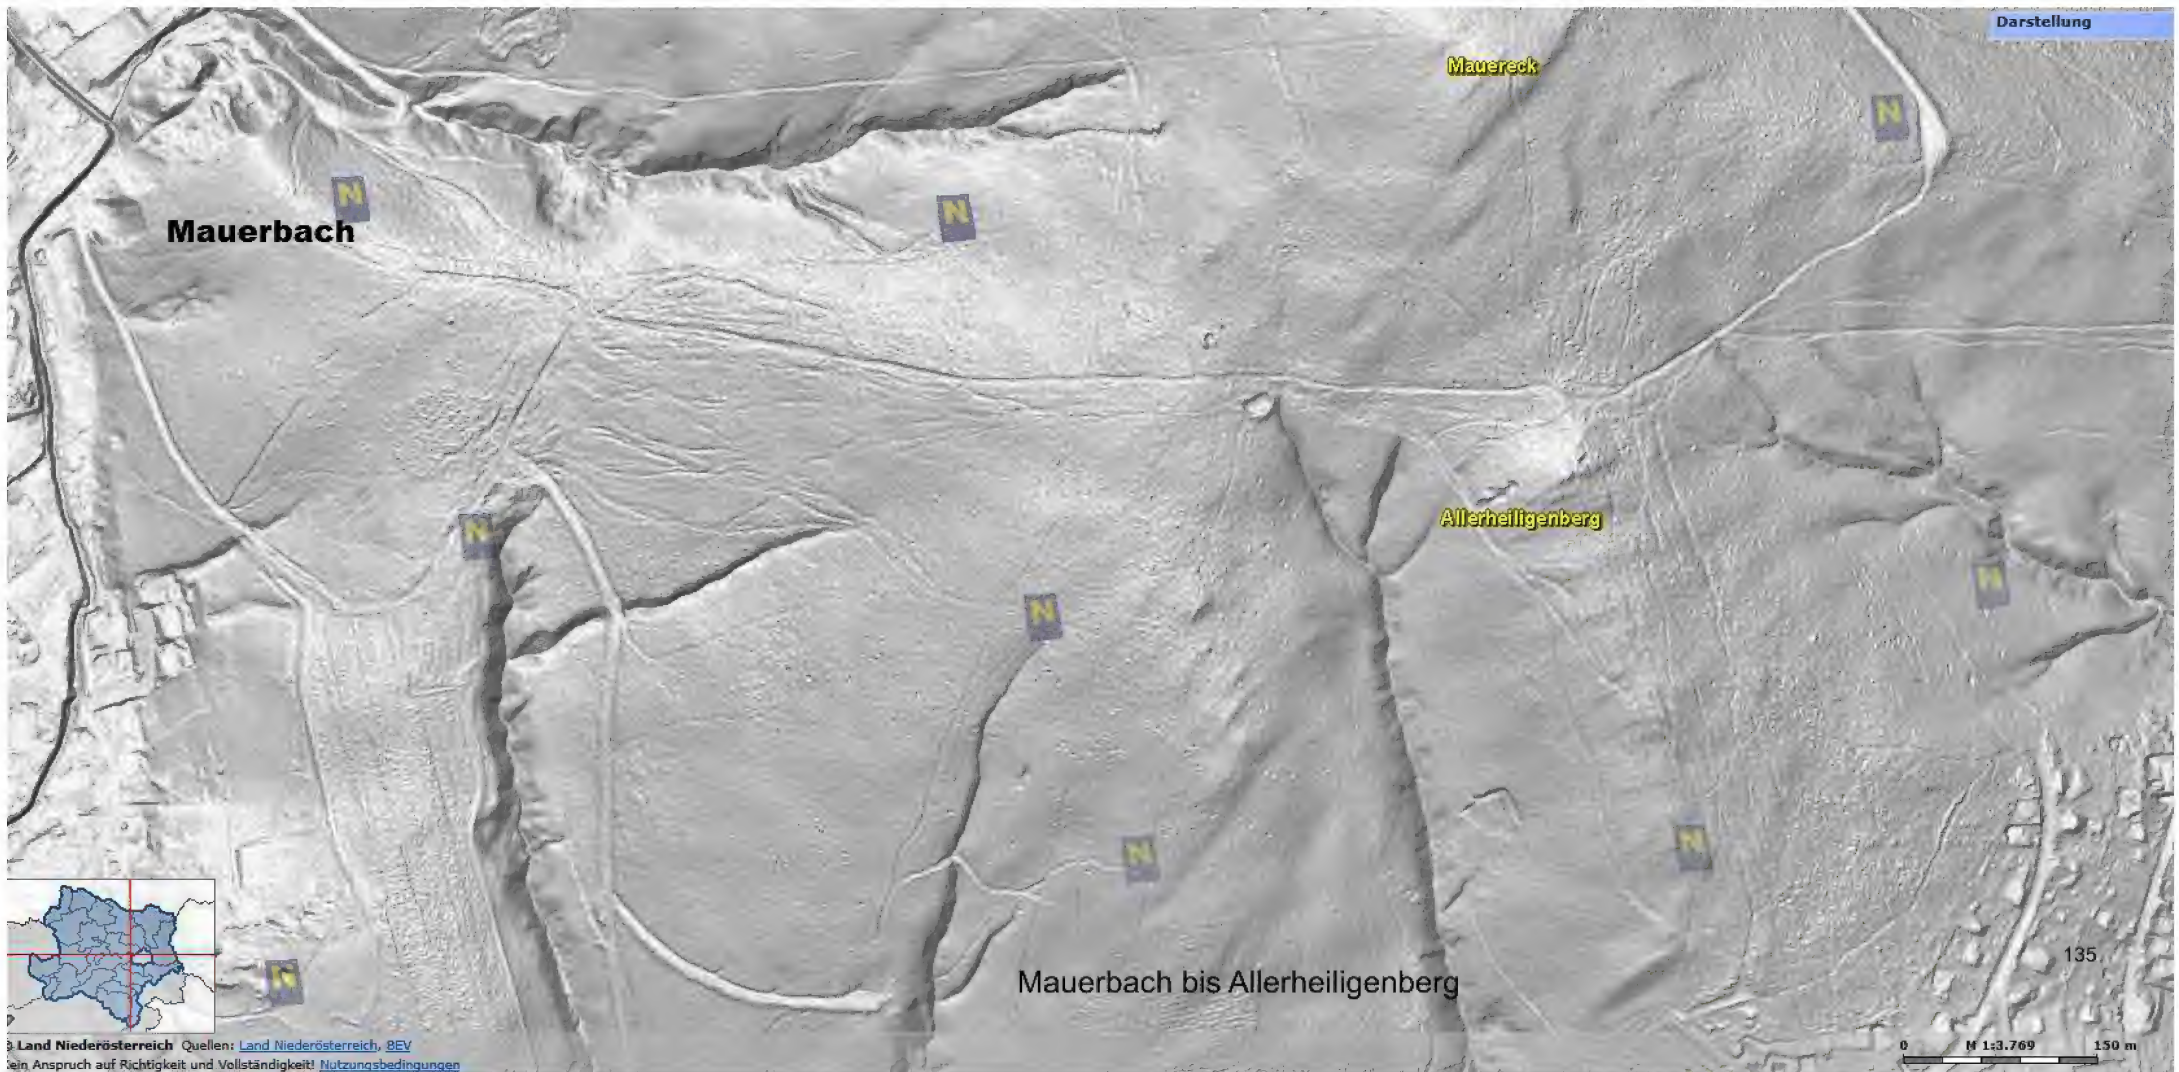 Darstellung
Mauereck
N
N
Mauerbach
N
N
Allerheiligenberg
N
N
N
N
N
135
Mauerbach bis Allerheiligenberg
Land Niederösterreich Quellen: Land Niederösterreich, BEV
ein Anspruch auf Richtigkeit und Vollständigkeit! Nutzungsbedingungen
0 M 1:3.769 150 m